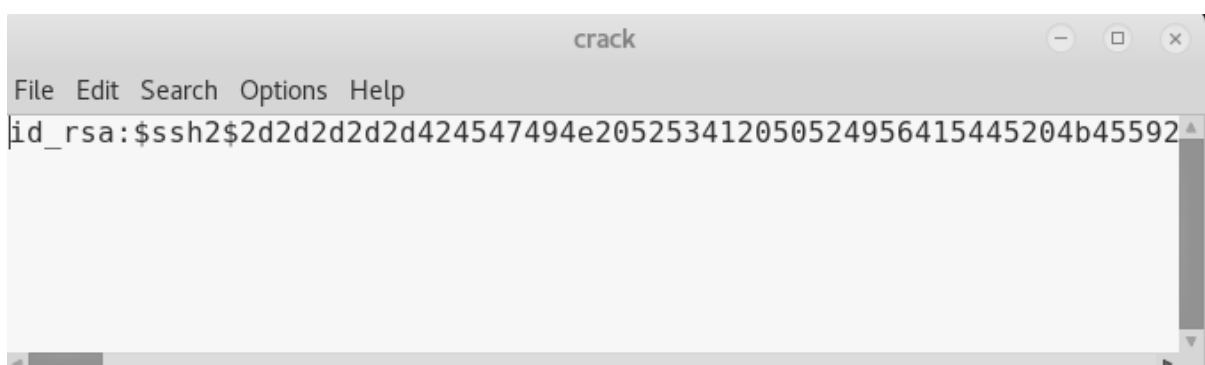 crack
File Edit Search Options Help
id_rsa:$ssh2$2d2d2d2d2d424547494e205253412050524956415445204b45592